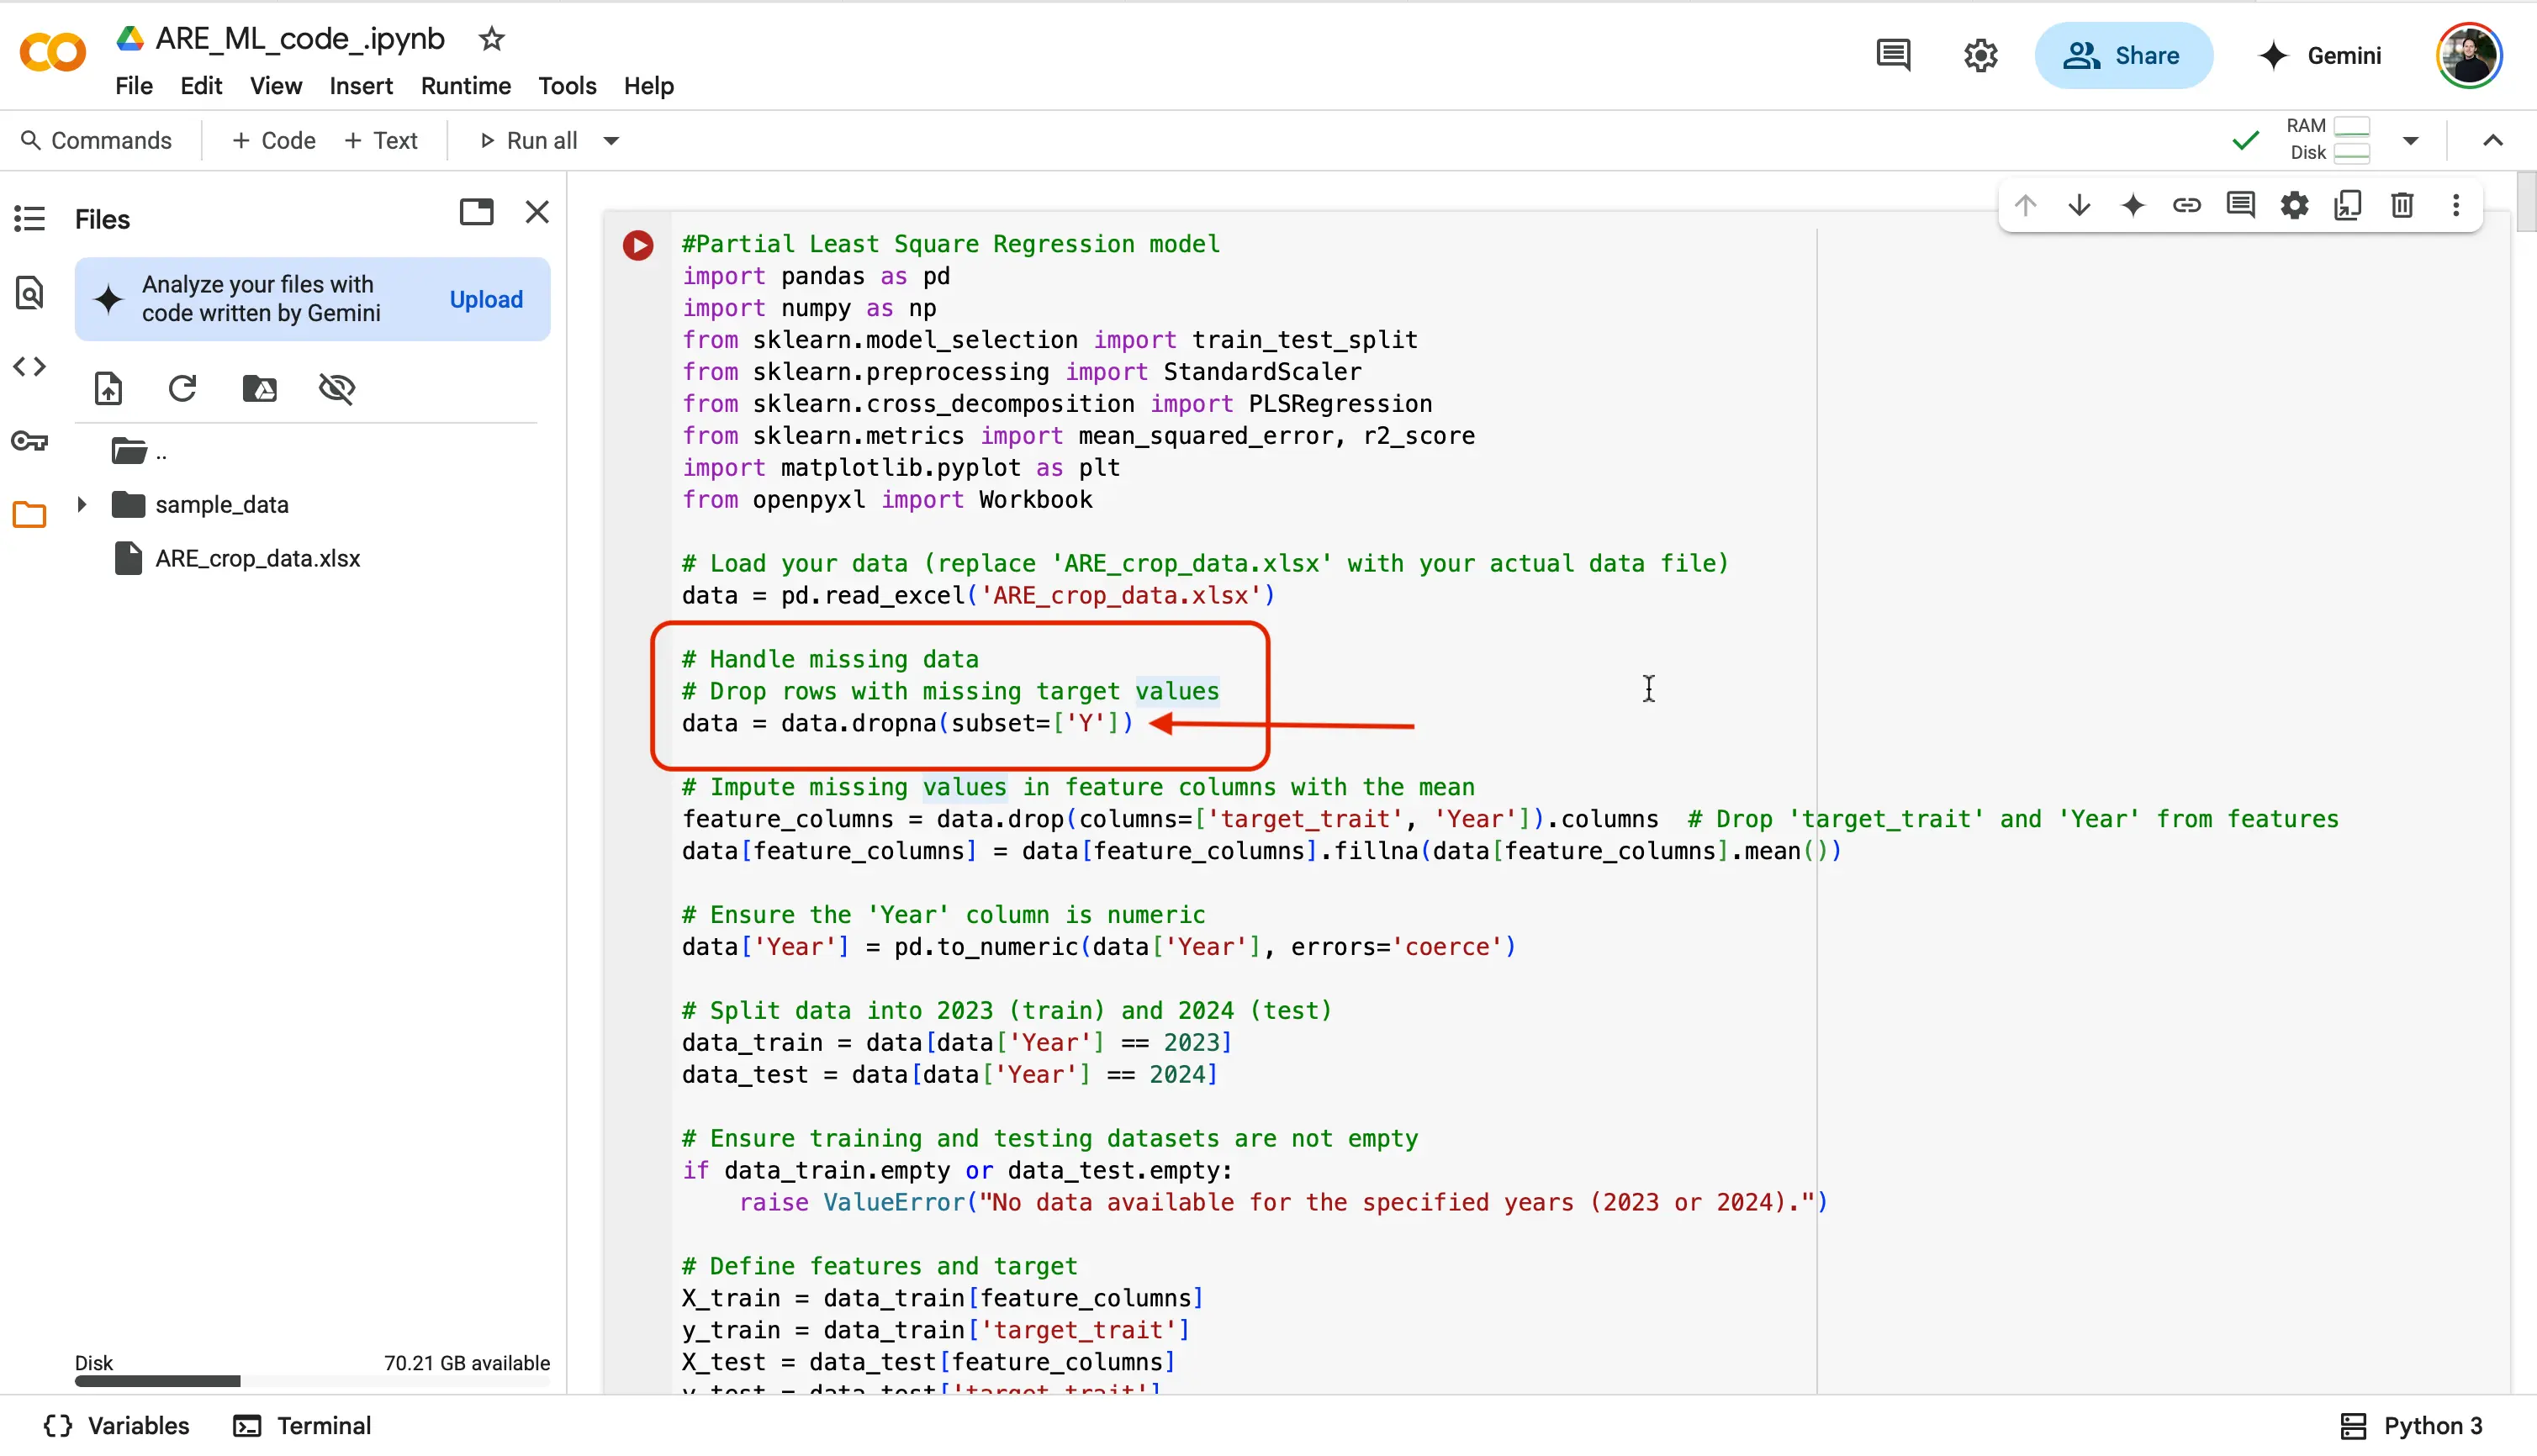 ARE_ML_code_.ipynb
File Edit View Insert Runtime Tools Help
Share
Gemini
Commands + Code + Text Run all
RAM
Disk
Files
Analyze your files with
code written by Gemini
Upload
..
sample_data
ARE_crop_data.xlsx
#Partial Least Square Regression model
import pandas as pd
import numpy as np
from sklearn.model_selection import train_test_split
from sklearn.preprocessing import StandardScaler
from sklearn.cross_decomposition import PLSRegression
from sklearn.metrics import mean_squared_error, r2_score
import matplotlib.pyplot as plt
from openpyxl import Workbook
# Load your data (replace 'ARE_crop_data.xlsx' with your actual data file)
data = pd.read_excel('ARE_crop_data.xlsx')
# Handle missing data
# Drop rows with missing target values
data = data.dropna(subset=['Y'])
# Impute missing values in feature columns with the mean
feature_columns = data.drop(columns=['target_trait', 'Year']).columns  # Drop 'target_trait' and 'Year' from features
data[feature_columns] = data[feature_columns].fillna(data[feature_columns].mean())
# Ensure the 'Year' column is numeric
data['Year'] = pd.to_numeric(data['Year'], errors='coerce')
# Split data into 2023 (train) and 2024 (test)
data_train = data[data['Year'] == 2023]
data_test = data[data['Year'] == 2024]
# Ensure training and testing datasets are not empty
if data_train.empty or data_test.empty:
    raise ValueError("No data available for the specified years (2023 or 2024).")
# Define features and target
X_train = data_train[feature_columns]
y_train = data_train['target_trait']
X_test = data_test[feature_columns]
y_test = data_test['target_trait']
Disk
70.21 GB available
Variables
Terminal
Python 3